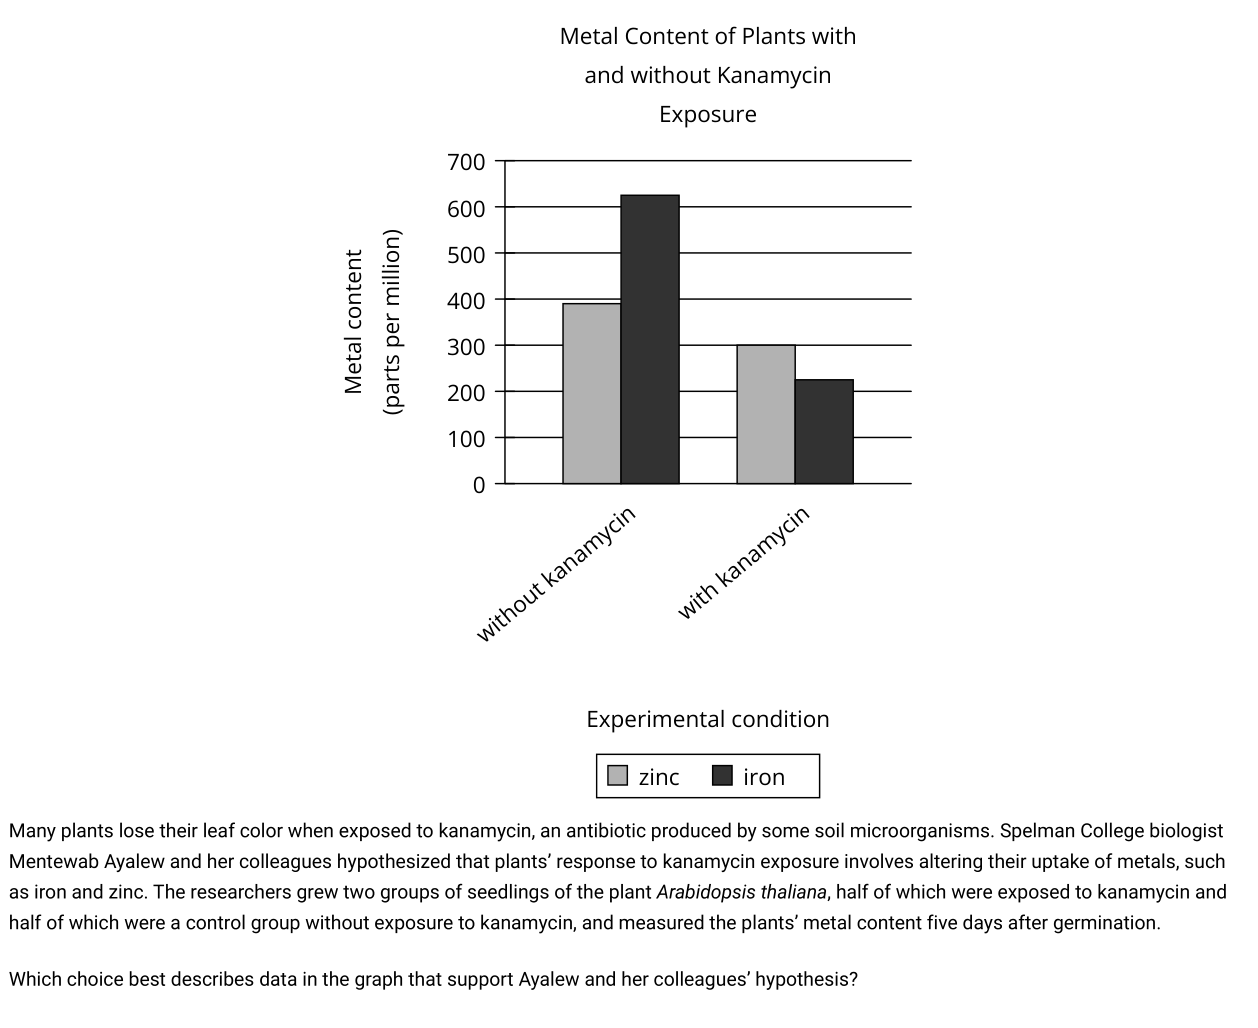 Metal Content of Plants with
and without Kanamycin
Exposure
Metal content
(parts per million)
700
600
500
400
300
200
100
0
without kanamycin
with kanamycin
Experimental condition
zinc iron
Many plants lose their leaf color when exposed to kanamycin, an antibiotic produced by some soil microorganisms. Spelman College biologist
Mentewab Ayalew and her colleagues hypothesized that plants’ response to kanamycin exposure involves altering their uptake of metals, such
as iron and zinc. The researchers grew two groups of seedlings of the plant Arabidopsis thaliana, half of which were exposed to kanamycin and
half of which were a control group without exposure to kanamycin, and measured the plants’ metal content five days after germination.
Which choice best describes data in the graph that support Ayalew and her colleagues’ hypothesis?